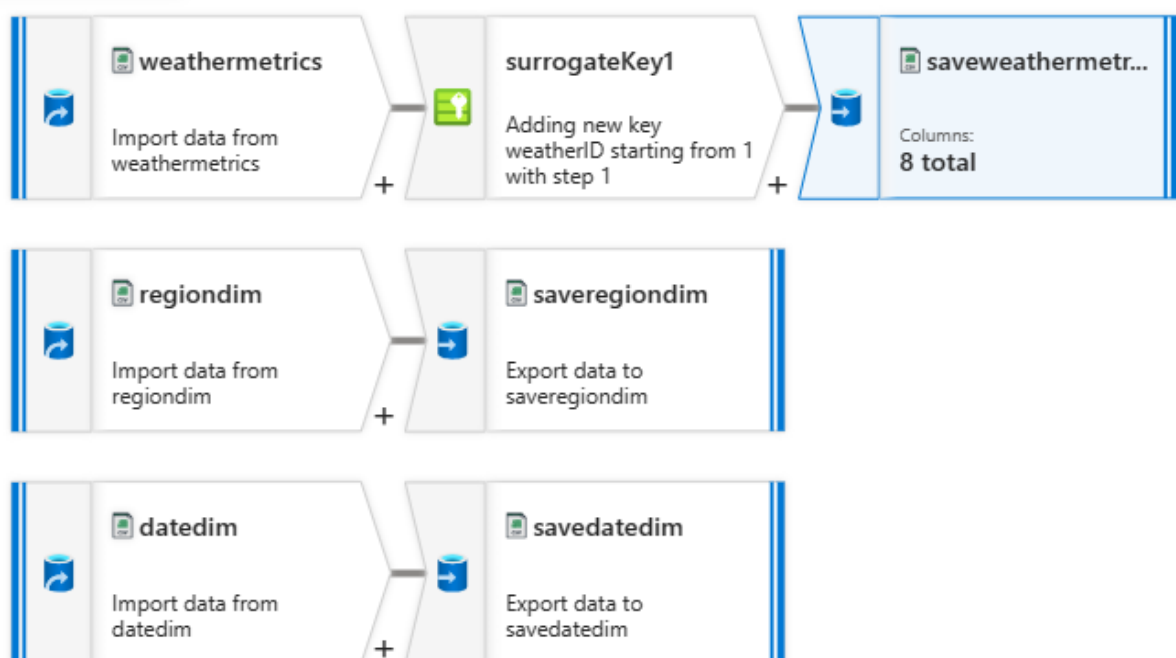 weathermetrics
Import data from
weathermetrics
+
surrogateKey1
Adding new key
weatherID starting from 1
with step 1
+
saveweathermetr...
Columns:
8 total
regiondim
Import data from
regiondim
+
saveregiondim
Export data to
saveregiondim
datedim
Import data from
datedim
+
savedatedim
Export data to
savedatedim